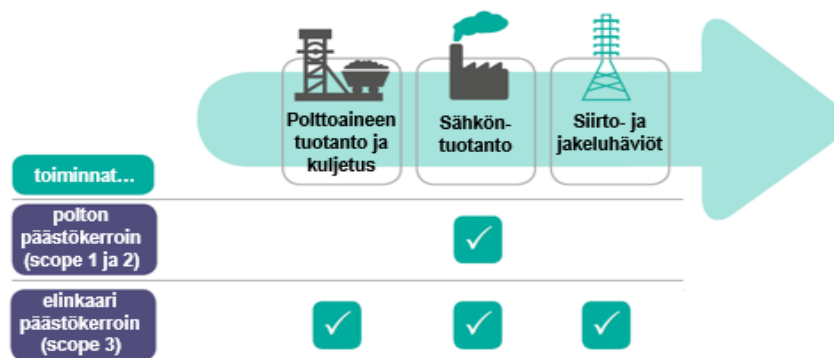 Polttoaineen
tuotanto ja
kuljetus
Sähkön-
tuotanto
Siirto- ja
jakeluhäviöt
toiminnat...
polton
päästökerroin
(scope 1 ja 2)
elinkaari
päästökerroin
(scope 3)